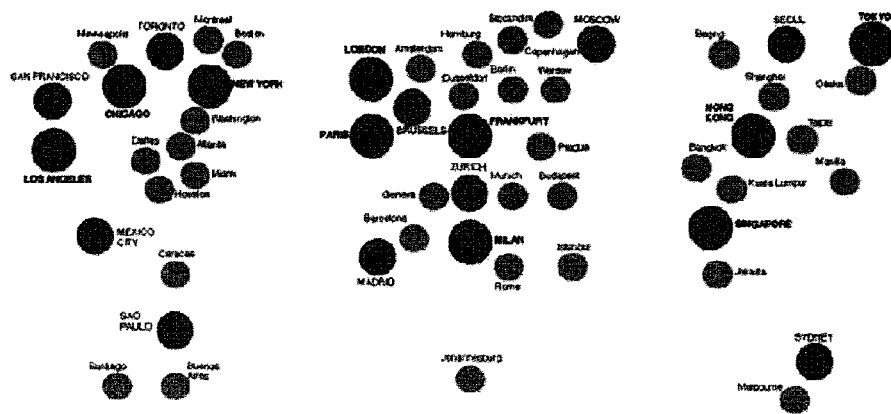 Montreal
TORONTO
Minneapolis
Boston
SAN FRANCISCO
NEW YORK
CHICAGO
Washington
Dallas
Atlanta
LOS ANGELES
Miami
Houston
MEXICO
CITY
Caracas
SAO
PAULO
Santiago
Buenos
Aires
Stockholm
MOSCOW
Hamburg
Copenhagen
LONDON
Amsterdam
Dusseldorf
Berlin
Warsaw
PARIS
BRUSSELS
FRANKFURT
Prague
ZURICH
Geneva
Munich
Budapest
Barcelona
MILAN
MADRID
Rome
Istanbul
Johannesburg
SEOUL
TOKYO
Beijing
Shanghai
Osaka
HONG
KONG
Taipei
Bangkok
Manila
Kuala Lumpur
SINGAPORE
Jakarta
SYDNEY
Melbourne